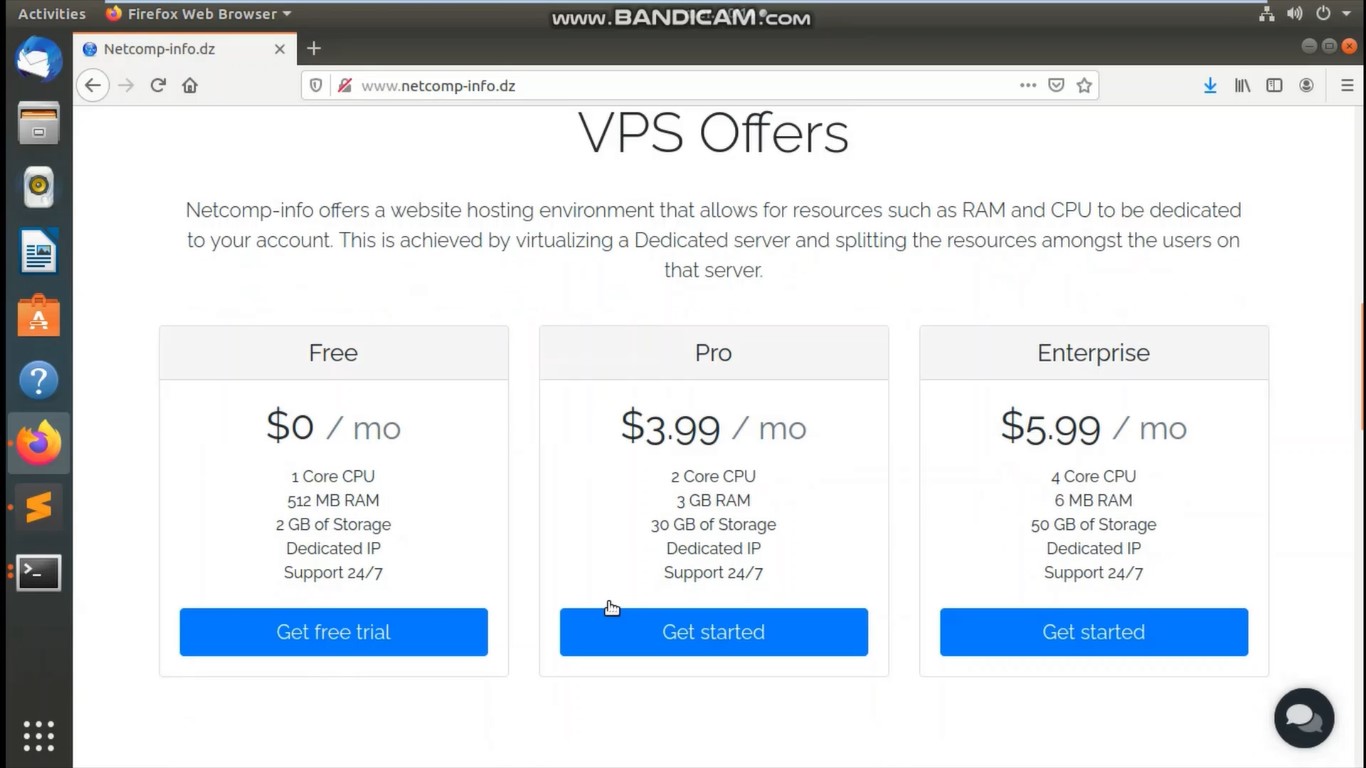 Activities
Firefox Web Browser
www.BANDICAM.com
Netcomp-info.dz
www.netcomp-info.dz
VPS Offers
Netcomp-info offers a website hosting environment that allows for resources such as RAM and CPU to be dedicated
to your account. This is achieved by virtualizing a Dedicated server and splitting the resources amongst the users on
that server.
Free
$0 / mo
1 Core CPU
512 MB RAM
2 GB of Storage
Dedicated IP
Support 24/7
Get free trial
Pro
$3.99 / mo
2 Core CPU
3 GB RAM
30 GB of Storage
Dedicated IP
Support 24/7
Get started
Enterprise
$5.99 / mo
4 Core CPU
6 MB RAM
50 GB of Storage
Dedicated IP
Support 24/7
Get started